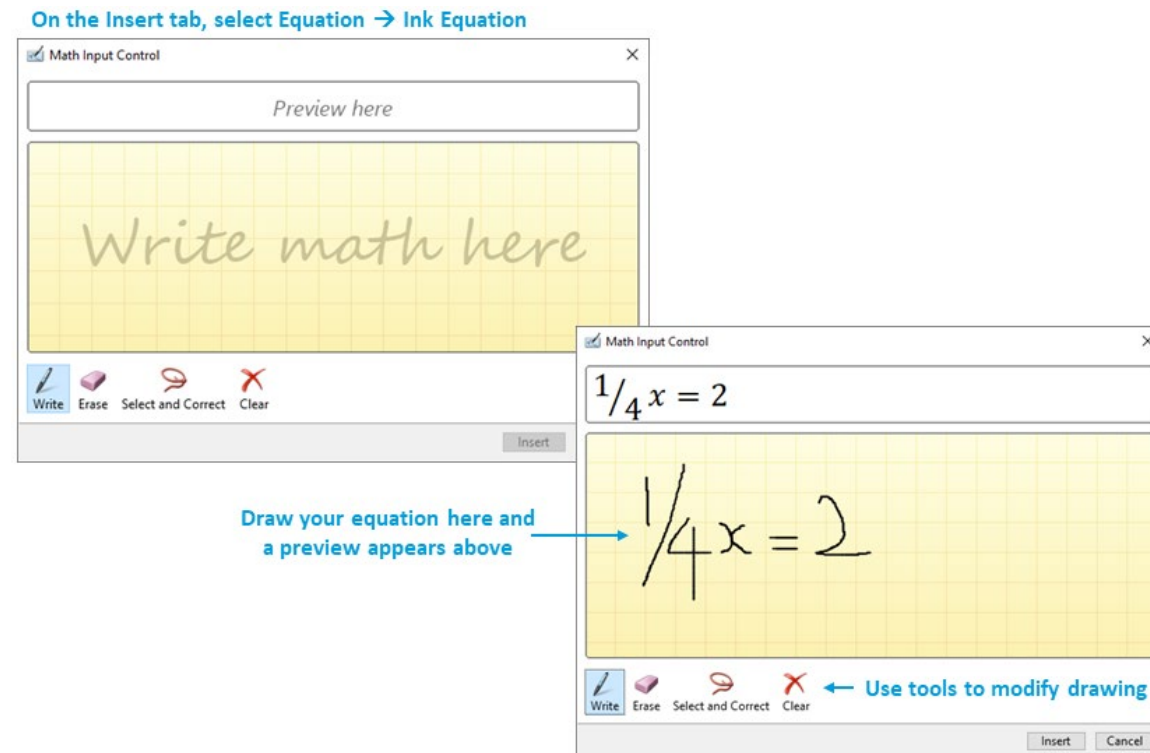 On the Insert tab, select Equation → Ink Equation
Math Input Control
Preview here
Write math here
Write Erase Select and Correct Clear
Insert
Math Input Control
1/4 x = 2
Draw your equation here and
a preview appears above
1/4 x = 2
Write Erase Select and Correct Clear
← Use tools to modify drawing
Insert Cancel